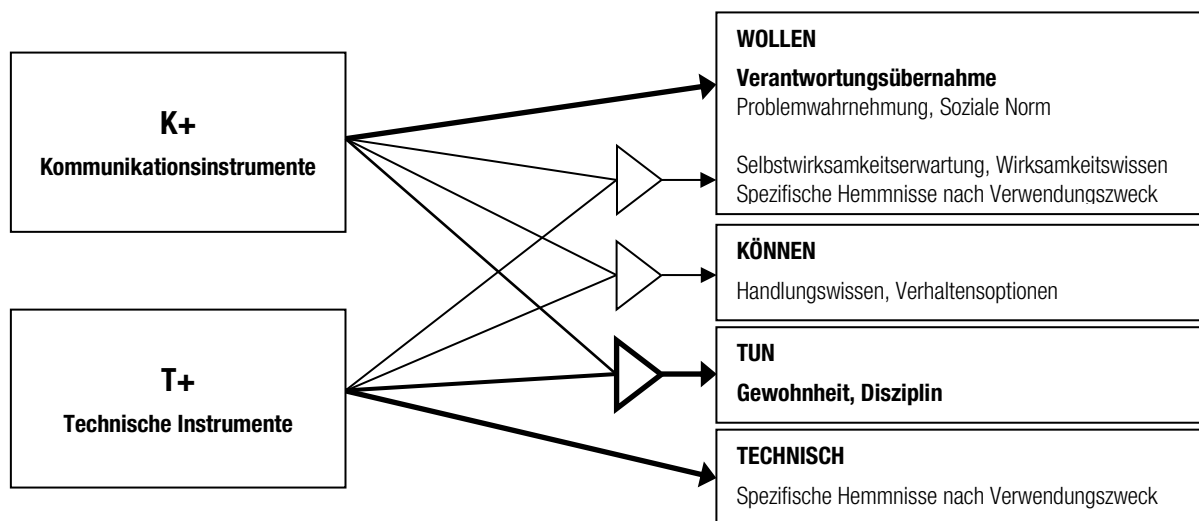 K+
Kommunikationsinstrumente
T+
Technische Instrumente
WOLLEN
Verantwortungsübernahme
Problemwahrnehmung, Soziale Norm
Selbstwirksamkeitserwartung, Wirksamkeitswissen
Spezifische Hemmnisse nach Verwendungszweck
KÖNNEN
Handlungswissen, Verhaltensoptionen
TUN
Gewohnheit, Disziplin
TECHNISCH
Spezifische Hemmnisse nach Verwendungszweck